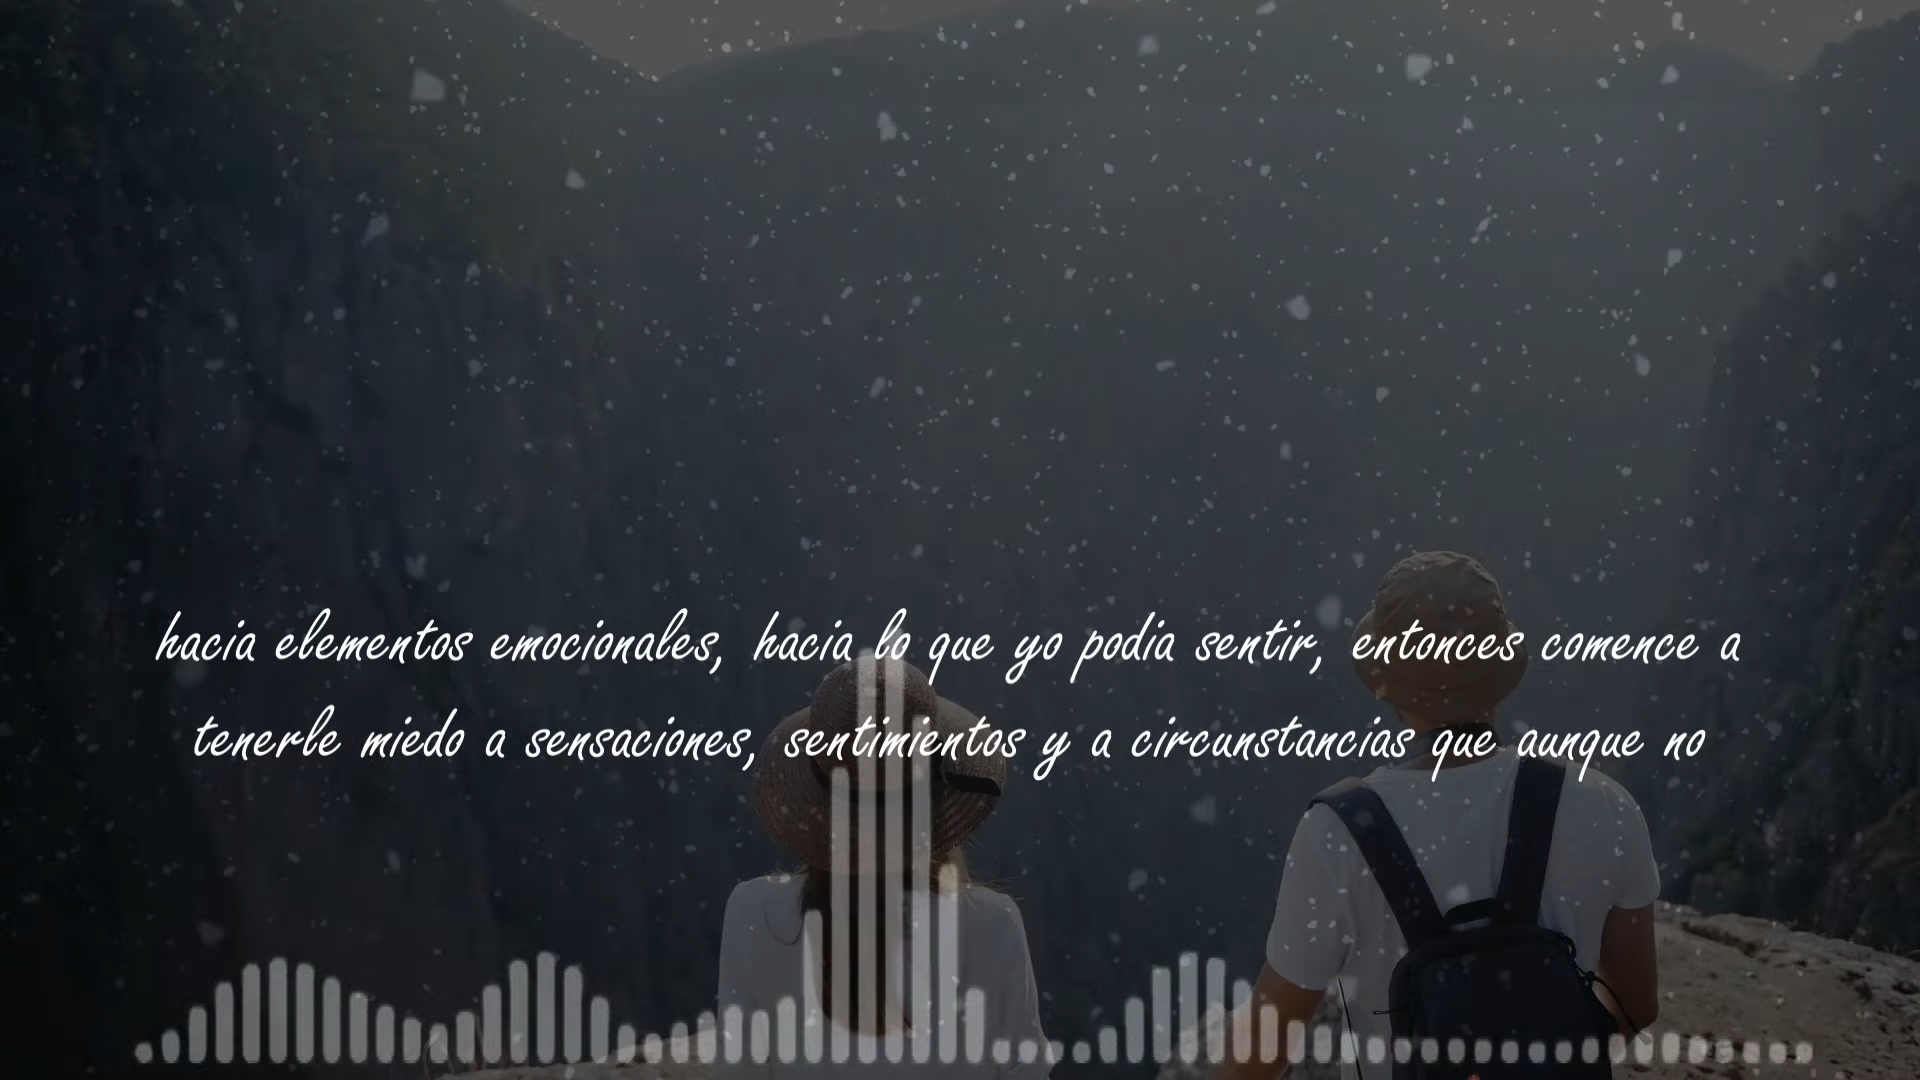 hacia elementos emocionales, hacia lo que yo podia sentir, entonces comence a
tenerle miedo a sensaciones, sentimientos y a circunstancias que aunque no